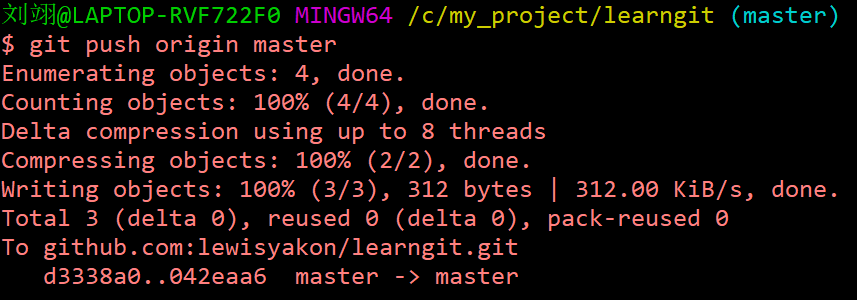 刘翊@LAPTOP-RVF722F0 MINGW64 /c/my_project/learngit (master)
$ git push origin master
Enumerating objects: 4, done.
Counting objects: 100% (4/4), done.
Delta compression using up to 8 threads
Compressing objects: 100% (2/2), done.
Writing objects: 100% (3/3), 312 bytes | 312.00 KiB/s, done.
Total 3 (delta 0), reused 0 (delta 0), pack-reused 0
To github.com:lewisyakon/learngit.git
   d3338a0..042eaa6  master -> master